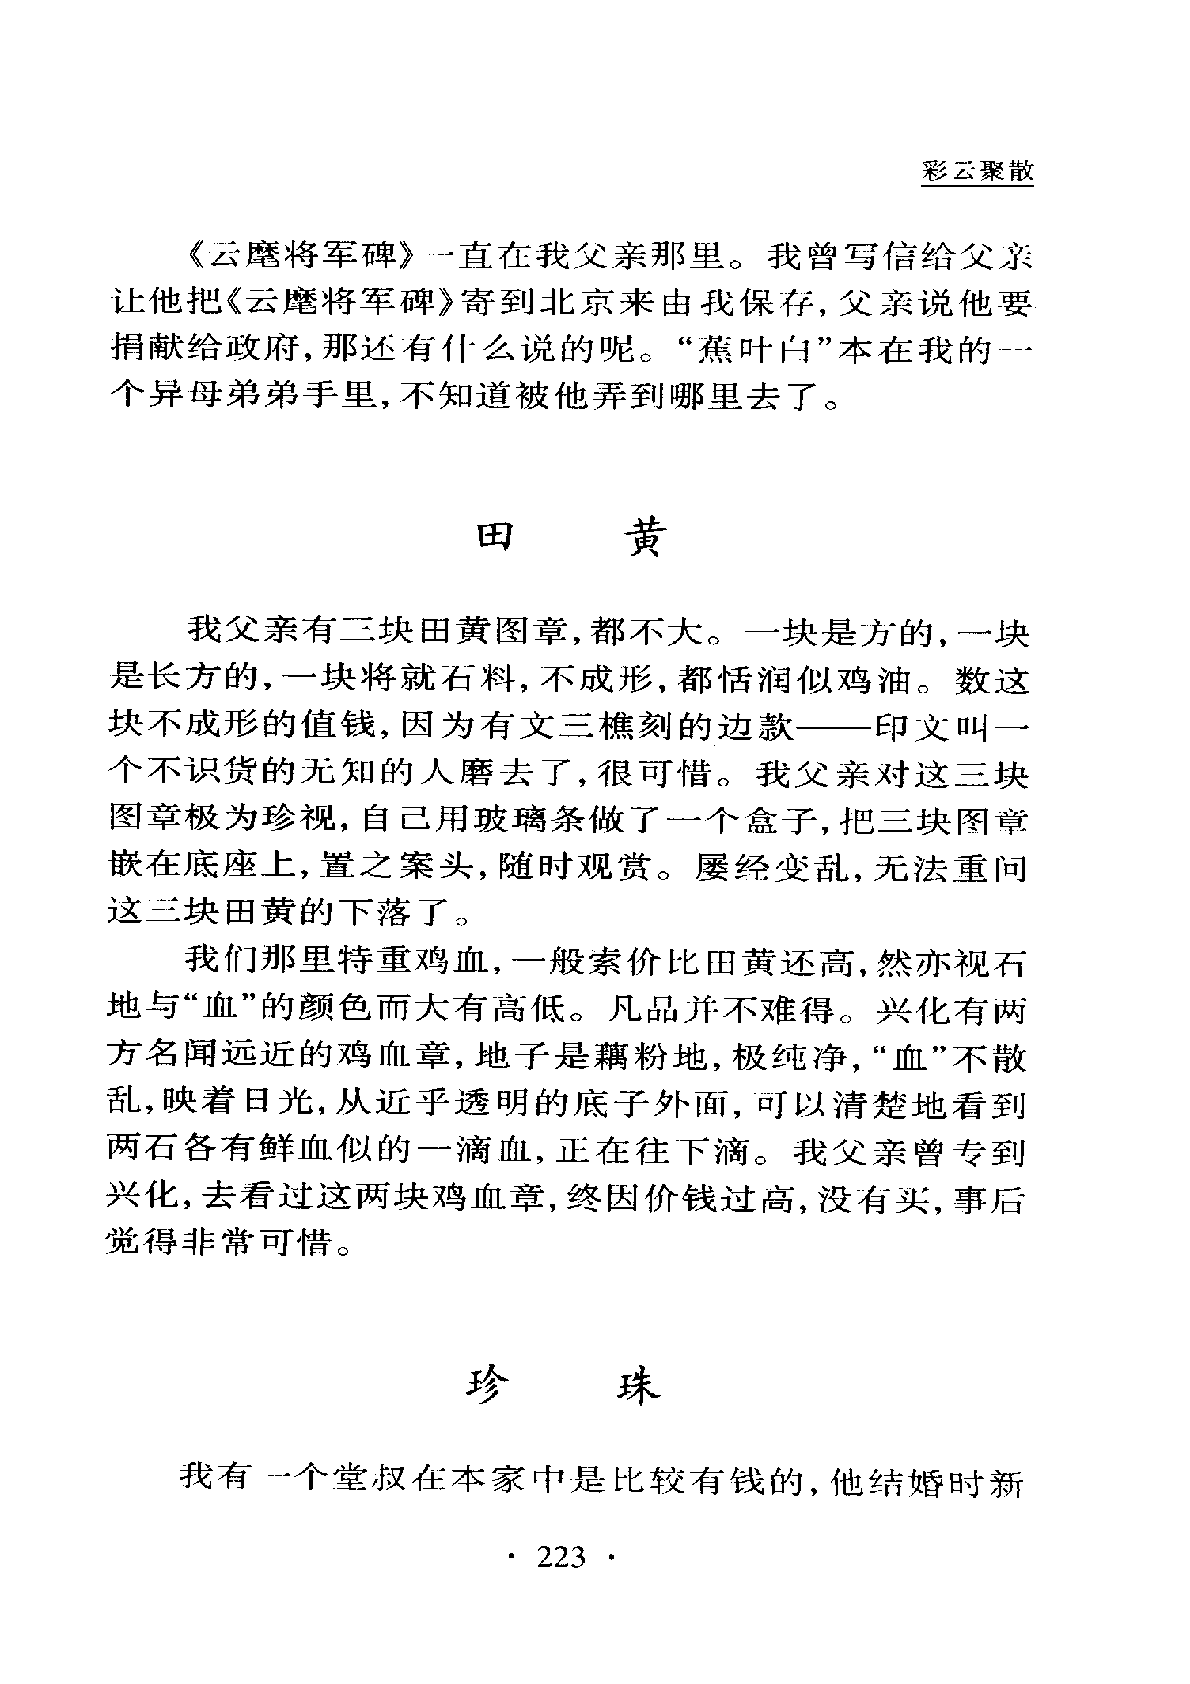 彩云聚散
《云麾将军碑》一直在我父亲那里。我曾写信给父亲
让他把《云麾将军碑》寄到北京来由我保存,父亲说他要
捐献给政府,那还有什么说的呢。“蕉叶白”本在我的一
个异母弟弟手里,不知道被他弄到哪里去了。
田 黄
我父亲有三块田黄图章,都不大。一块是方的,一块
是长方的,一块将就石料,不成形,都恬润似鸡油。数这
块不成形的值钱,因为有文三樵刻的边款——印文叫一
个不识货的无知的人磨去了,很可惜。我父亲对这三块
图章极为珍视,自己用玻璃条做了一个盒子,把三块图章
嵌在底座上,置之案头,随时观赏。屡经变乱,无法重问
这三块田黄的下落了。
我们那里特重鸡血,一般索价比田黄还高,然亦视石
地与“血”的颜色而大有高低。凡品并不难得。兴化有两
方名闻远近的鸡血章,地子是藕粉地,极纯净,“血”不散
乱,映着日光,从近乎透明的底子外面,可以清楚地看到
两石各有鲜血似的一滴血,正在往下滴。我父亲曾专到
兴化,去看过这两块鸡血章,终因价钱过高,没有买,事后
觉得非常可惜。
珍 珠
我有一个堂叔在本家中是比较有钱的,他结婚时新
· 223 ·